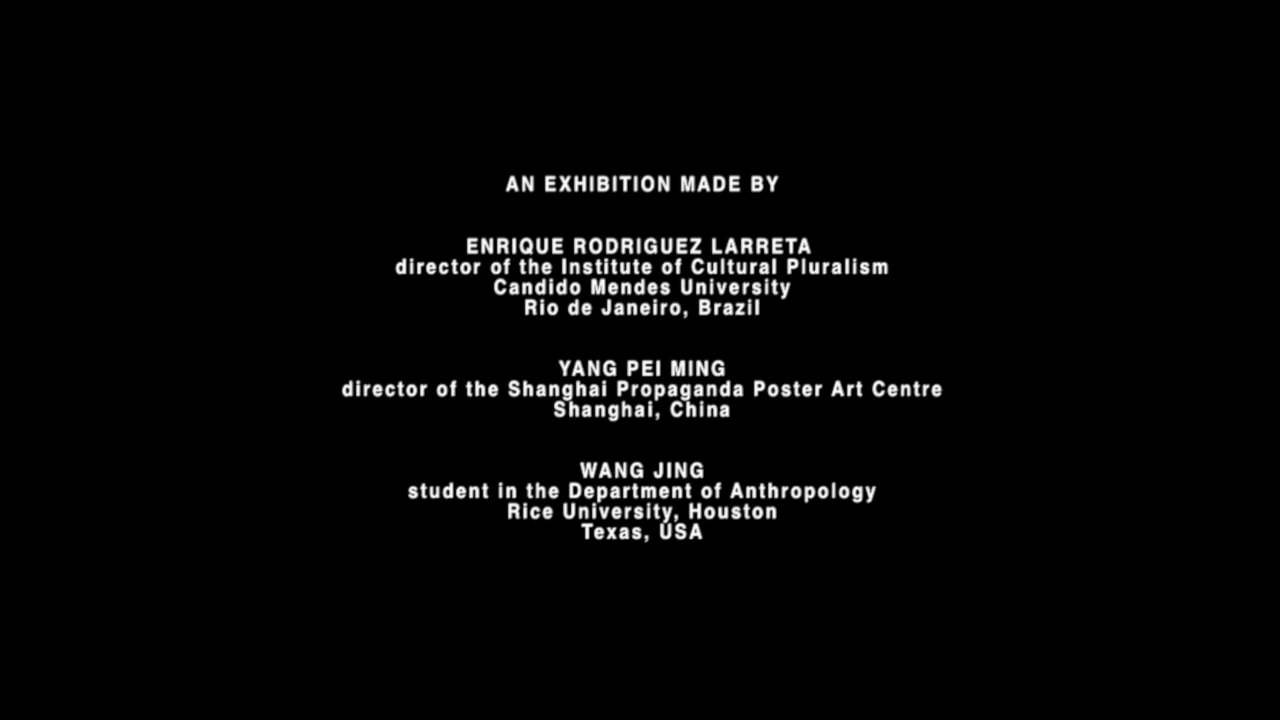 AN EXHIBITION MADE BY
ENRIQUE RODRIGUEZ LARRETA
director of the Institute of Cultural Pluralism
Candido Mendes University
Rio de Janeiro, Brazil
YANG PEI MING
director of the Shanghai Propaganda Poster Art Centre
Shanghai, China
WANG JING
student in the Department of Anthropology
Rice University, Houston
Texas, USA